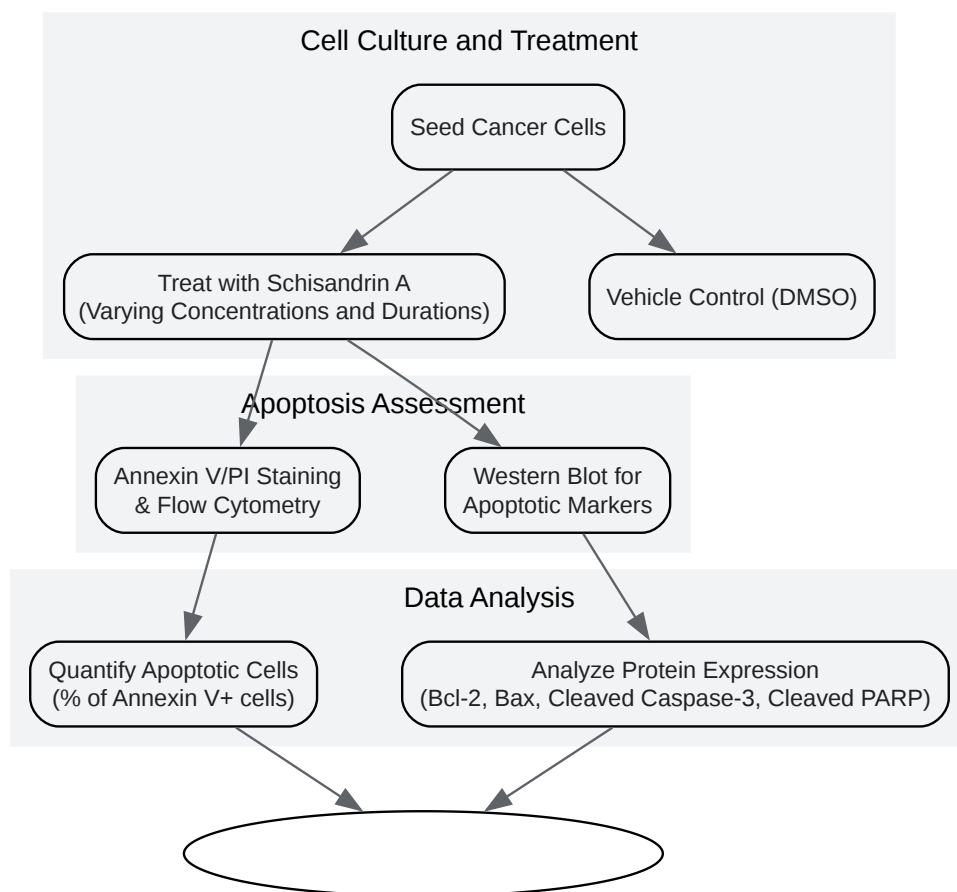 Cell Culture and Treatment
Seed Cancer Cells
Treat with Schisandrin A
(Varying Concentrations and Durations)
Vehicle Control (DMSO)
Apoptosis Assessment
Annexin V/PI Staining
& Flow Cytometry
Western Blot for
Apoptotic Markers
Data Analysis
Quantify Apoptotic Cells
(% of Annexin V+ cells)
Analyze Protein Expression
(Bcl-2, Bax, Cleaved Caspase-3, Cleaved PARP)